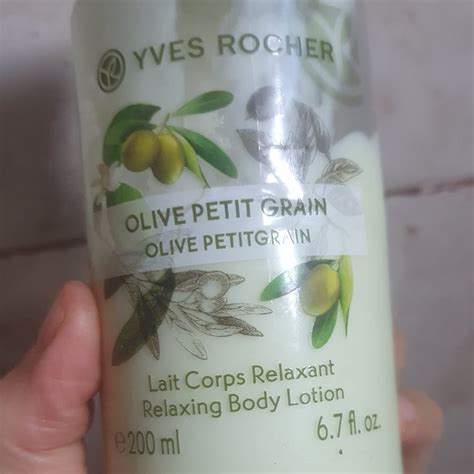 YVES ROCHER
OLIVE PETIT GRAIN
OLIVE PETITGRAIN
Lait Corps Relaxant
Relaxing Body Lotion
℮200 ml 6.7 fl. oz.